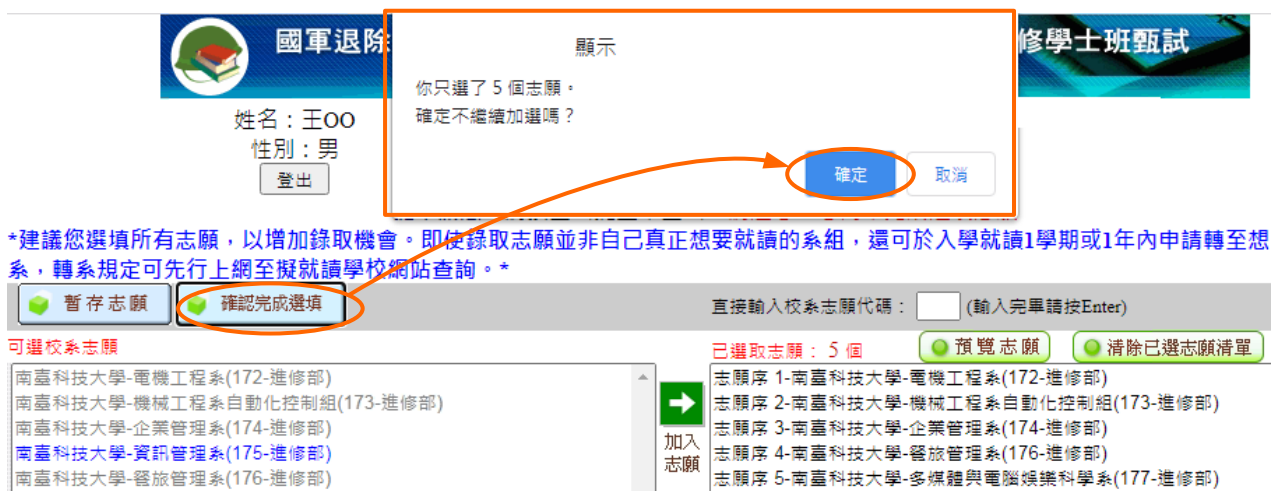 國軍退除
修學士班甄試
顯示
你只選了 5 個志願。
確定不繼續加選嗎？
確定
取消
姓名：王OO
性別：男
登出
*建議您選填所有志願，以增加錄取機會。即使錄取志願並非自己真正想要就讀的系組，還可於入學就讀1學期或1年內申請轉至想
系，轉系規定可先行上網至擬就讀學校網站查詢。*
暫存志願
確認完成選填
直接輸入校系志願代碼：
(輸入完畢請按Enter)
可選校系志願
已選取志願： 5 個
預覽志願
清除已選志願清單
南臺科技大學-電機工程系(172-進修部)
南臺科技大學-機械工程系自動化控制組(173-進修部)
南臺科技大學-企業管理系(174-進修部)
南臺科技大學-資訊管理系(175-進修部)
南臺科技大學-餐旅管理系(176-進修部)
加入
志願
志願序 1-南臺科技大學-電機工程系(172-進修部)
志願序 2-南臺科技大學-機械工程系自動化控制組(173-進修部)
志願序 3-南臺科技大學-企業管理系(174-進修部)
志願序 4-南臺科技大學-餐旅管理系(176-進修部)
志願序 5-南臺科技大學-多媒體與電腦娛樂科學系(177-進修部)